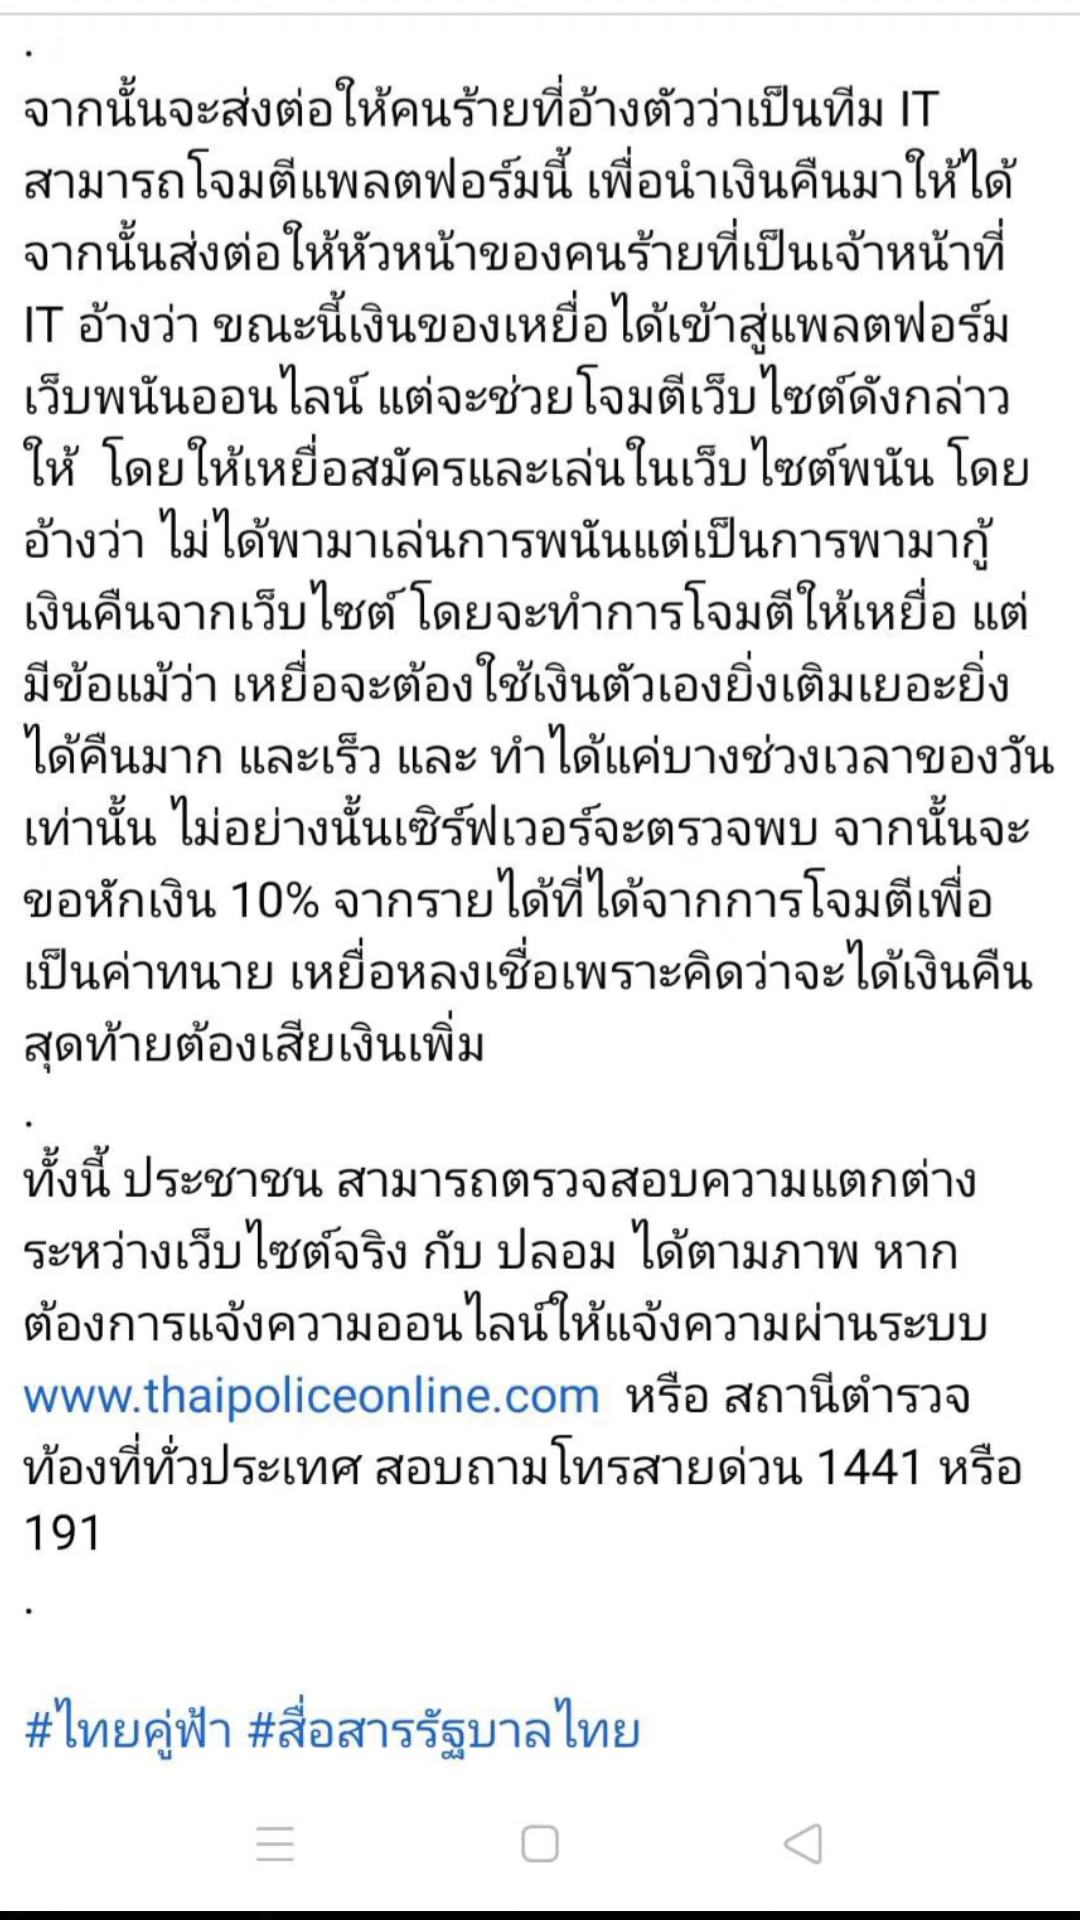 .
จากนั้นจะส่งต่อให้คนร้ายที่อ้างตัวว่าเป็นทีม IT
สามารถโจมตีแพลตฟอร์มนี้ เพื่อนำเงินคืนมาให้ได้
จากนั้นส่งต่อให้หัวหน้าของคนร้ายที่เป็นเจ้าหน้าที่
IT อ้างว่า ขณะนี้เงินของเหยื่อได้เข้าสู่แพลตฟอร์ม
เว็บพนันออนไลน์ แต่จะช่วยโจมตีเว็บไซต์ดังกล่าว
ให้  โดยให้เหยื่อสมัครและเล่นในเว็บไซต์พนัน โดย
อ้างว่า ไม่ได้พามาเล่นการพนันแต่เป็นการพามากู้
เงินคืนจากเว็บไซต์ โดยจะทำการโจมตีให้เหยื่อ แต่
มีข้อแม้ว่า เหยื่อจะต้องใช้เงินตัวเองยิ่งเติมเยอะยิ่ง
ได้คืนมาก และเร็ว และ ทำได้แค่บางช่วงเวลาของวัน
เท่านั้น ไม่อย่างนั้นเซิร์ฟเวอร์จะตรวจพบ จากนั้นจะ
ขอหักเงิน 10% จากรายได้ที่ได้จากการโจมตีเพื่อ
เป็นค่าทนาย เหยื่อหลงเชื่อเพราะคิดว่าจะได้เงินคืน
สุดท้ายต้องเสียเงินเพิ่ม
.
ทั้งนี้ ประชาชน สามารถตรวจสอบความแตกต่าง
ระหว่างเว็บไซต์จริง กับ ปลอม ได้ตามภาพ หาก
ต้องการแจ้งความออนไลน์ให้แจ้งความผ่านระบบ
www.thaipoliceonline.com  หรือ สถานีตำรวจ
ท้องที่ทั่วประเทศ สอบถามโทรสายด่วน 1441 หรือ
191
.
#ไทยคู่ฟ้า #สื่อสารรัฐบาลไทย